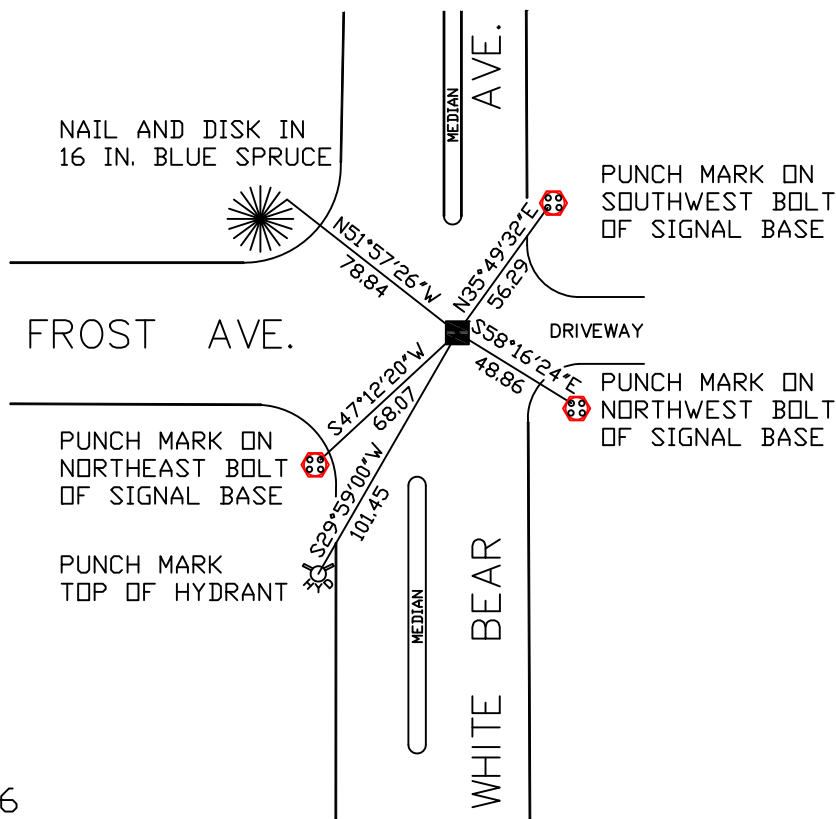 AVE.
MEDIAN
NAIL AND DISK IN
16 IN. BLUE SPRUCE
PUNCH MARK ON
SOUTHWEST BOLT
OF SIGNAL BASE
N51°57'26"W
78.84
N35°49'32"E
56.29
FROST AVE.
S58°16'24"E
48.86
DRIVEWAY
S47°12'20"W
68.07
PUNCH MARK ON
NORTHWEST BOLT
OF SIGNAL BASE
PUNCH MARK ON
NORTHEAST BOLT
OF SIGNAL BASE
S29°59'00"W
101.45
PUNCH MARK
TOP OF HYDRANT
HYD
MEDIAN
WHITE BEAR
6